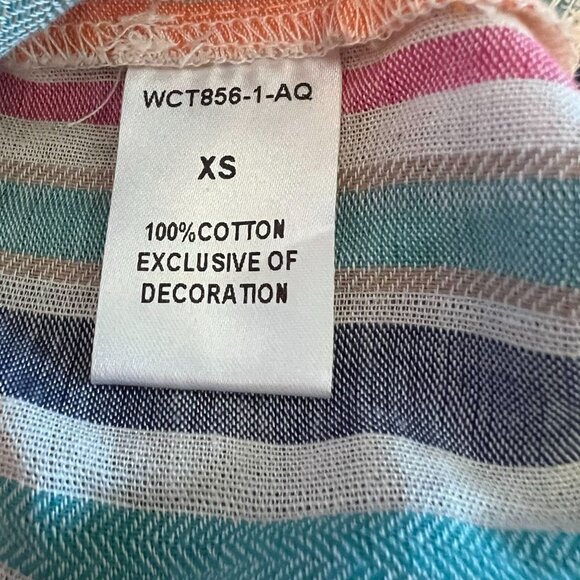 WCT856-1-AQ
XS
100%COTTON
EXCLUSIVE OF
DECORATION